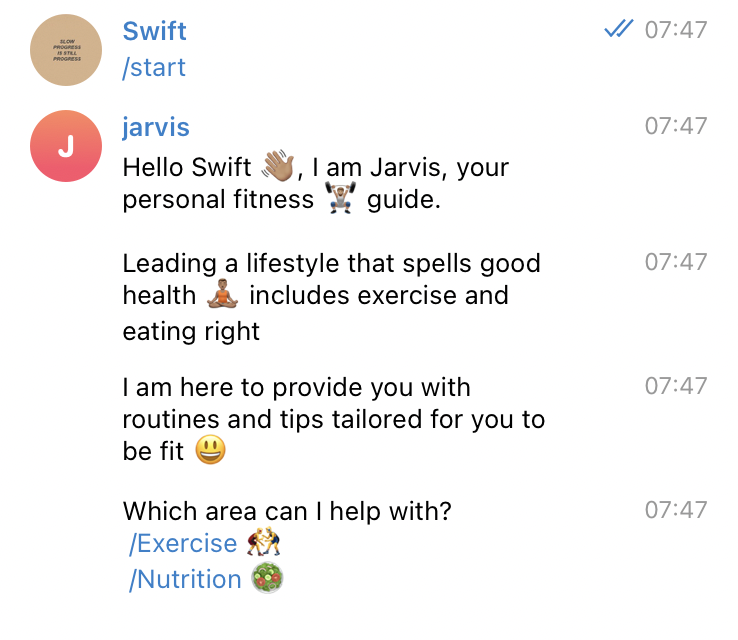 SLOW
PROGRESS
IS STILL
PROGRESS
Swift
07:47
/start
J
jarvis
07:47
Hello Swift 👋🏽, I am Jarvis, your
personal fitness 🏋🏽 guide.
Leading a lifestyle that spells good
07:47
health 🧘🏽 includes exercise and
eating right
I am here to provide you with
07:47
routines and tips tailored for you to
be fit 😃
Which area can I help with?
07:47
/Exercise 🤼
/Nutrition 🥗